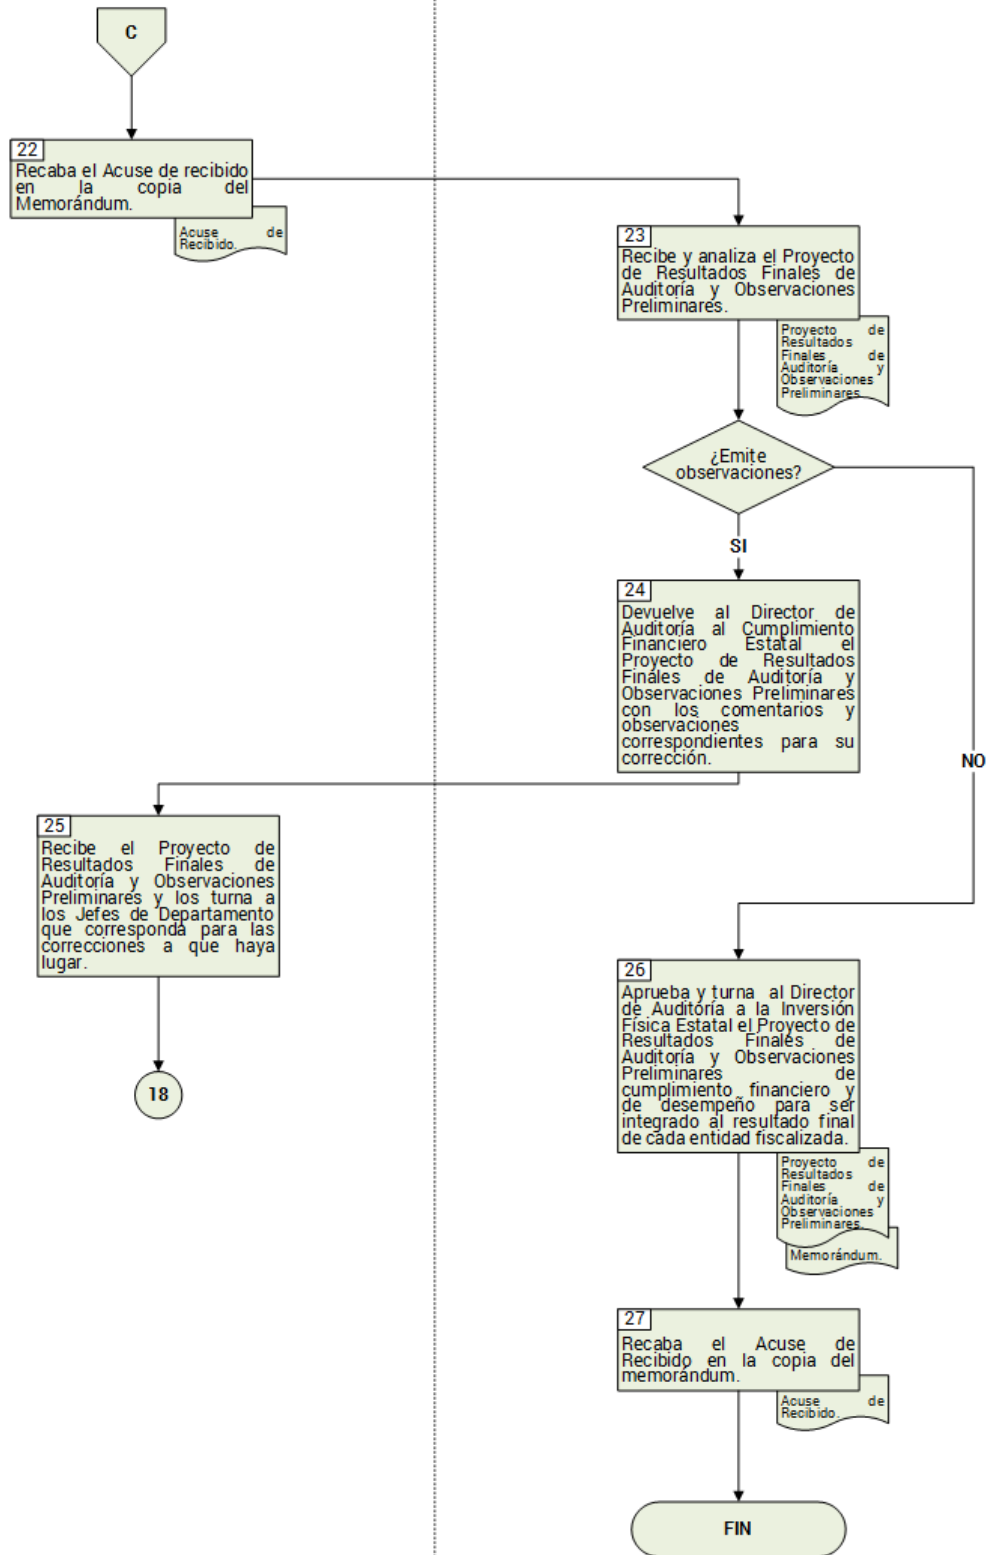 C
22
Recaba el Acuse de recibido
en la copia del
Memorándum.
Acuse de
Recibido.
23
Recibe y analiza el Proyecto
de Resultados Finales de
Auditoría y Observaciones
Preliminares.
Proyecto de
Resultados
Finales de
Auditoría y
Observaciones
Preliminares
¿Emite
observaciones?
SI
24
Devuelve al Director de
Auditoría al Cumplimiento
Financiero Estatal el
Proyecto de Resultados
Finales de Auditoría y
Observaciones Preliminares
con los comentarios y
observaciones
correspondientes para su
corrección.
NO
25
Recibe el Proyecto de
Resultados Finales de
Auditoría y Observaciones
Preliminares y los turna a
los Jefes de Departamento
que corresponda para las
correcciones a que haya
lugar.
18
26
Aprueba y turna al Director
de Auditoría a la Inversión
Física Estatal el Proyecto de
Resultados Finales de
Auditoría y Observaciones
Preliminares de
cumplimiento financiero y
de desempeño para ser
integrado al resultado final
de cada entidad fiscalizada.
Proyecto de
Resultados
Finales de
Auditoría y
Observaciones
Preliminares.
Memorándum.
27
Recaba el Acuse de
Recibido en la copia del
memorándum.
Acuse de
Recibido.
FIN